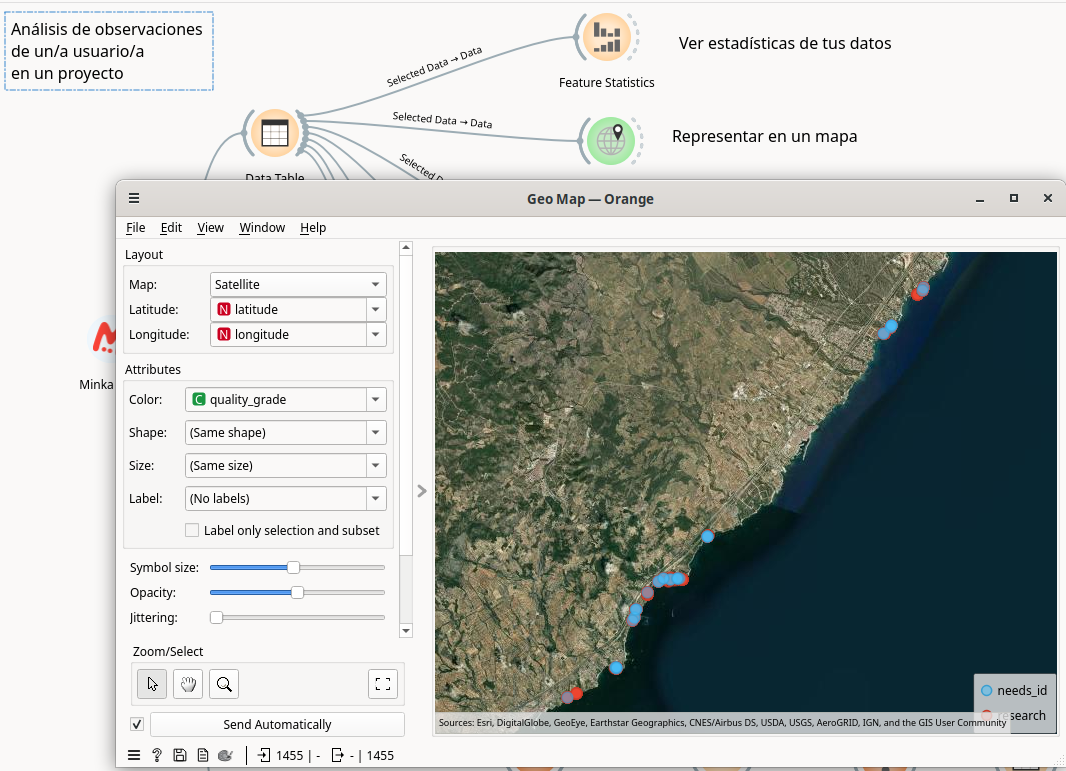 Análisis de observaciones
de un/a usuario/a
en un proyecto
Selected Data → Data
Feature Statistics
Ver estadísticas de tus datos
Selected Data → Data
Representar en un mapa
Data Table
Geo Map — Orange
File Edit View Window Help
Layout
Map: Satellite
Latitude: N latitude
Longitude: N longitude
Minka
Attributes
Color: C quality_grade
Shape: (Same shape)
Size: (Same size)
Label: (No labels)
Label only selection and subset
Symbol size:
Opacity:
Jittering:
Zoom/Select
Send Automatically
needs_id
research
Sources: Esri, DigitalGlobe, GeoEye, Earthstar Geographics, CNES/Airbus DS, USDA, USGS, AeroGRID, IGN, and the GIS User Community
1455 | - - | 1455